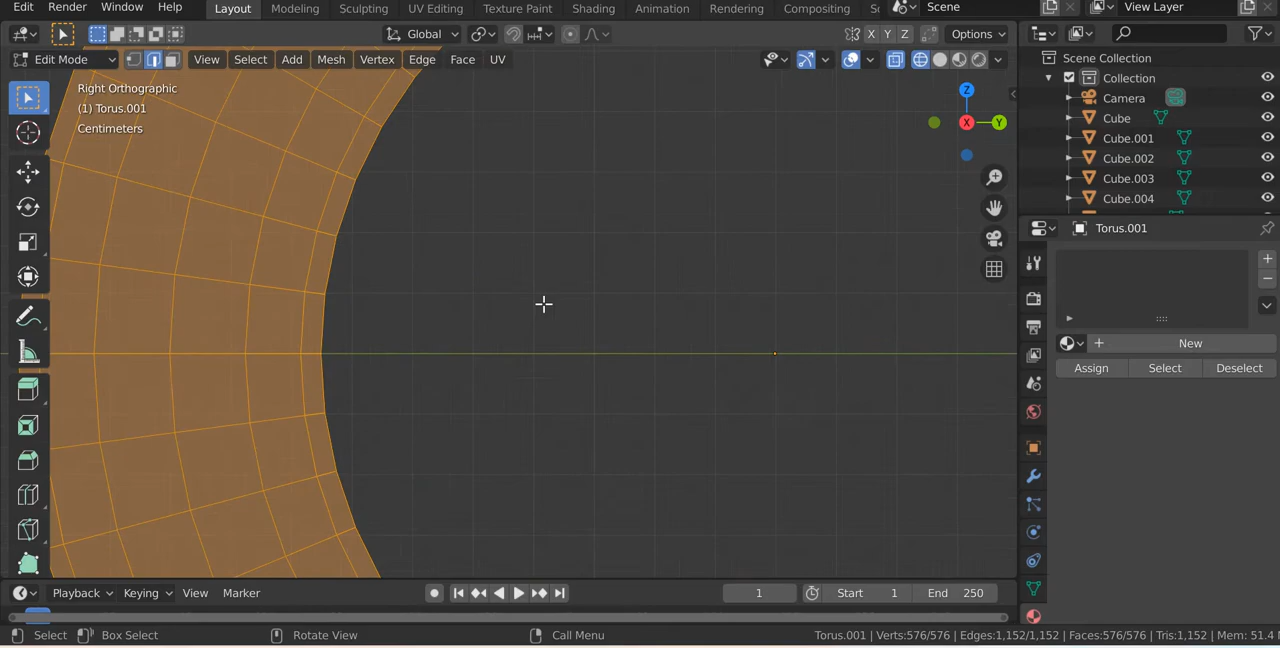 Edit Render Window Help Layout Modeling Sculpting UV Editing Texture Paint Shading Animation Rendering Compositing Sc Scene View Layer
Global X Y Z Options
Edit Mode View Select Add Mesh Vertex Edge Face UV
Right Orthographic
(1) Torus.001
Centimeters
Z
X Y
Scene Collection
Collection
Camera
Cube
Cube.001
Cube.002
Cube.003
Cube.004
Torus.001
New
Assign Select Deselect
Playback Keying View Marker 1 Start 1 End 250
Select Box Select Rotate View Call Menu Torus.001 | Verts:576/576 | Edges:1,152/1,152 | Faces:576/576 | Tris:1,152 | Mem: 51.4